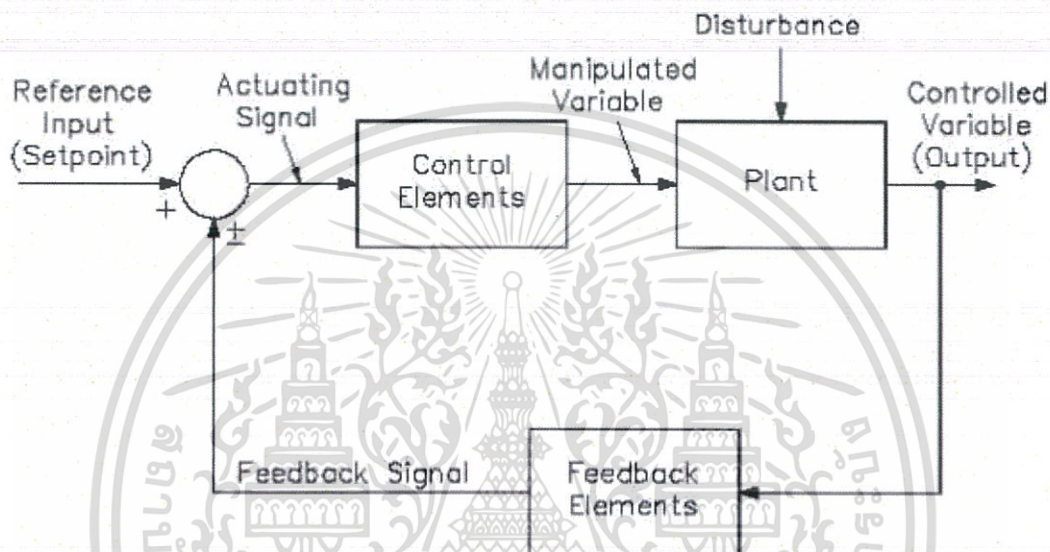 Disturbance
Reference
Input
(Setpoint)
Actuating
Signal
Manipulated
Variable
Controlled
Variable
(Output)
+
±
Control
Elements
Plant
Feedback Signal
Feedback
Elements